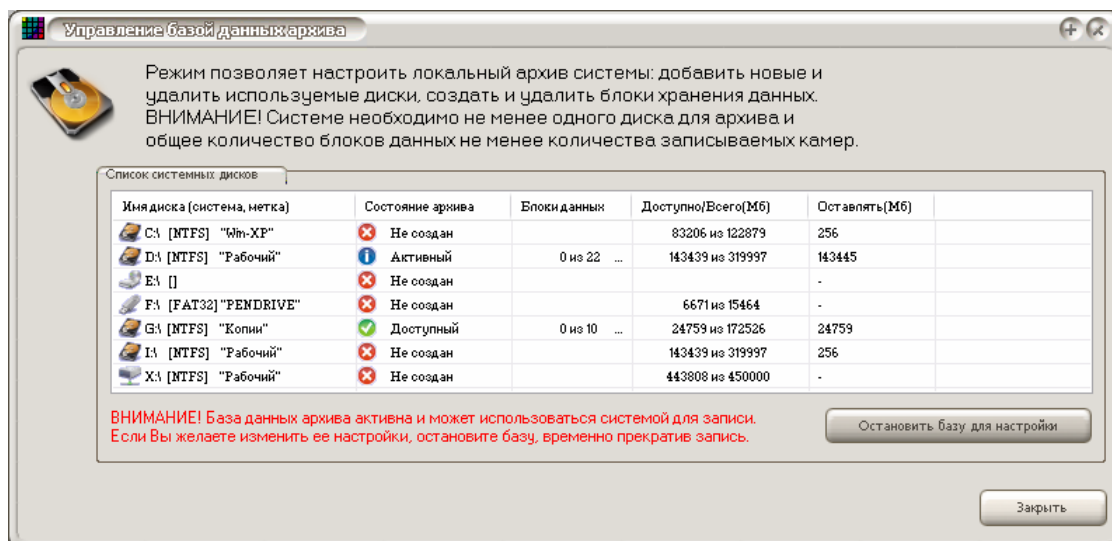 Управление базой данных архива
Режим позволяет настроить локальный архив системы: добавить новые и
удалить используемые диски, создать и удалить блоки хранения данных.
ВНИМАНИЕ! Системе необходимо не менее одного диска для архива и
общее количество блоков данных не менее количества записываемых камер.
Список системных дисков
Имя диска (система, метка) Состояние архива Блоки данных Доступно/Всего(Мб) Оставлять(Мб)
C:\ [NTFS] "Win-XP" Не создан 83206 из 122879 256
D:\ [NTFS] "Рабочий" Активный 0 из 22 ... 143439 из 319997 143445
E:\ [] Не создан -
F:\ [FAT32] "PENDRIVE" Не создан 6671 из 15464 -
G:\ [NTFS] "Копии" Доступный 0 из 10 ... 24759 из 172526 24759
I:\ [NTFS] "Рабочий" Не создан 143439 из 319997 256
X:\ [NTFS] "Рабочий" Не создан 443808 из 450000 -
ВНИМАНИЕ! База данных архива активна и может использоваться системой для записи.
Если Вы желаете изменить ее настройки, остановите базу, временно прекратив запись.
Остановить базу для настройки
Закрыть